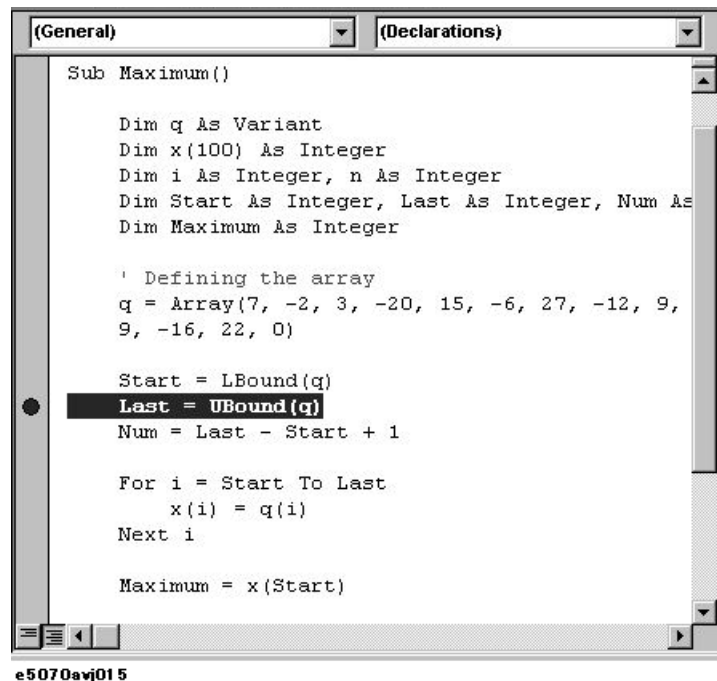 (General) (Declarations)
Sub Maximum()
Dim q As Variant
Dim x(100) As Integer
Dim i As Integer, n As Integer
Dim Start As Integer, Last As Integer, Num As
Dim Maximum As Integer
' Defining the array
q = Array(7, -2, 3, -20, 15, -6, 27, -12, 9,
9, -16, 22, 0)
Start = LBound(q)
Last = UBound(q)
Num = Last - Start + 1
For i = Start To Last
x(i) = q(i)
Next i
Maximum = x(Start)
e5070avj015